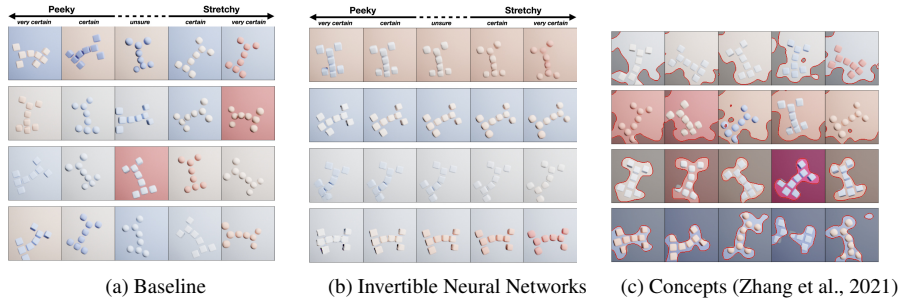 Peeky Stretchy
very certain certain unsure certain very certain
Peeky Stretchy
very certain certain unsure certain very certain
(a) Baseline
(b) Invertible Neural Networks
(c) Concepts (Zhang et al., 2021)